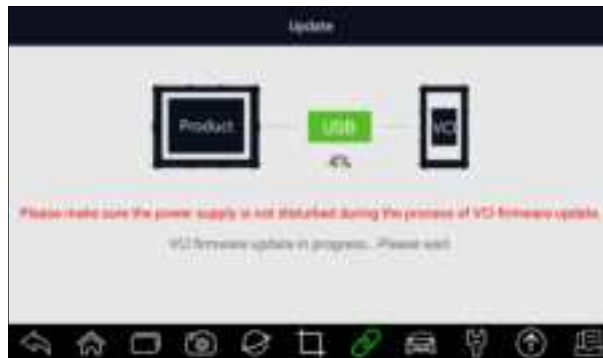 Update
Product
USB
VCI
4%
Please make sure the power supply is not disturbed during the process of VCI firmware update.
VCI firmware update in progress... Please wait